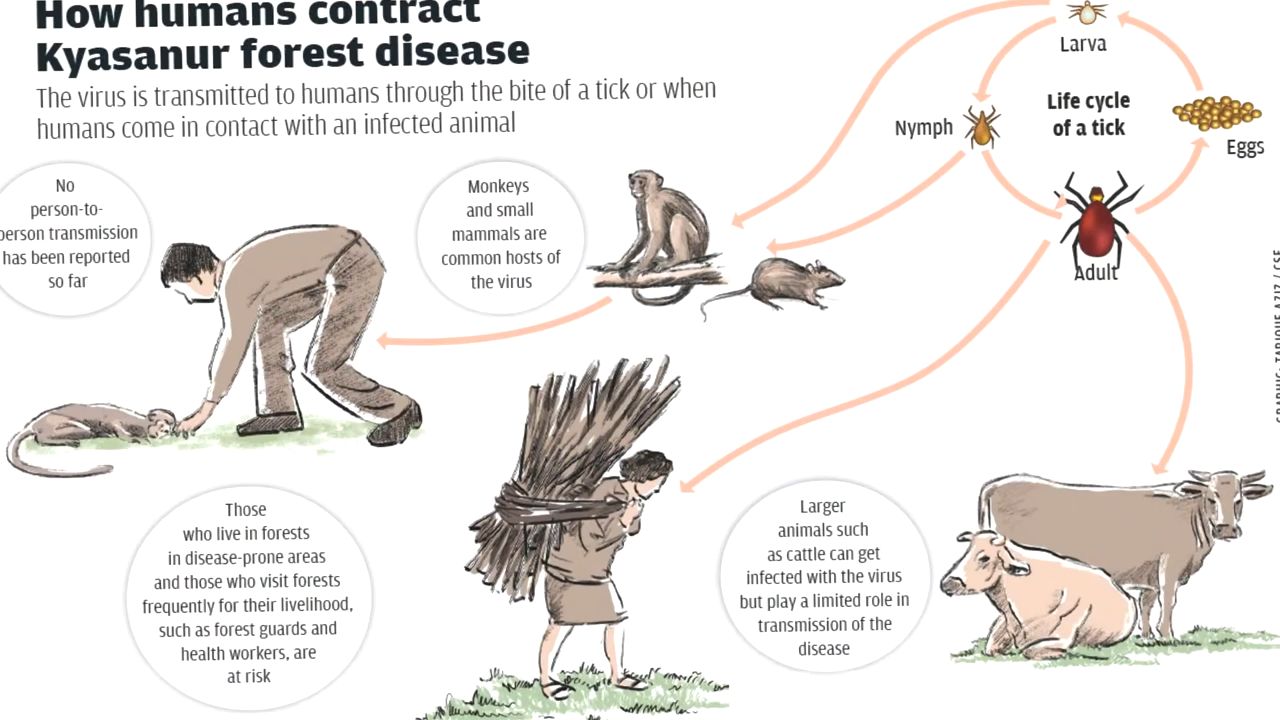 How humans contract
Kyasanur forest disease
The virus is transmitted to humans through the bite of a tick or when
humans come in contact with an infected animal
Larva
Life cycle
of a tick
Nymph
Eggs
Adult
No
person-to-
person transmission
has been reported
so far
Monkeys
and small
mammals are
common hosts of
the virus
Those
who live in forests
in disease-prone areas
and those who visit forests
frequently for their livelihood,
such as forest guards and
health workers, are
at risk
Larger
animals such
as cattle can get
infected with the virus
but play a limited role in
transmission of the
disease
GRAPHIC: TARIQUE AZIZ / CSE